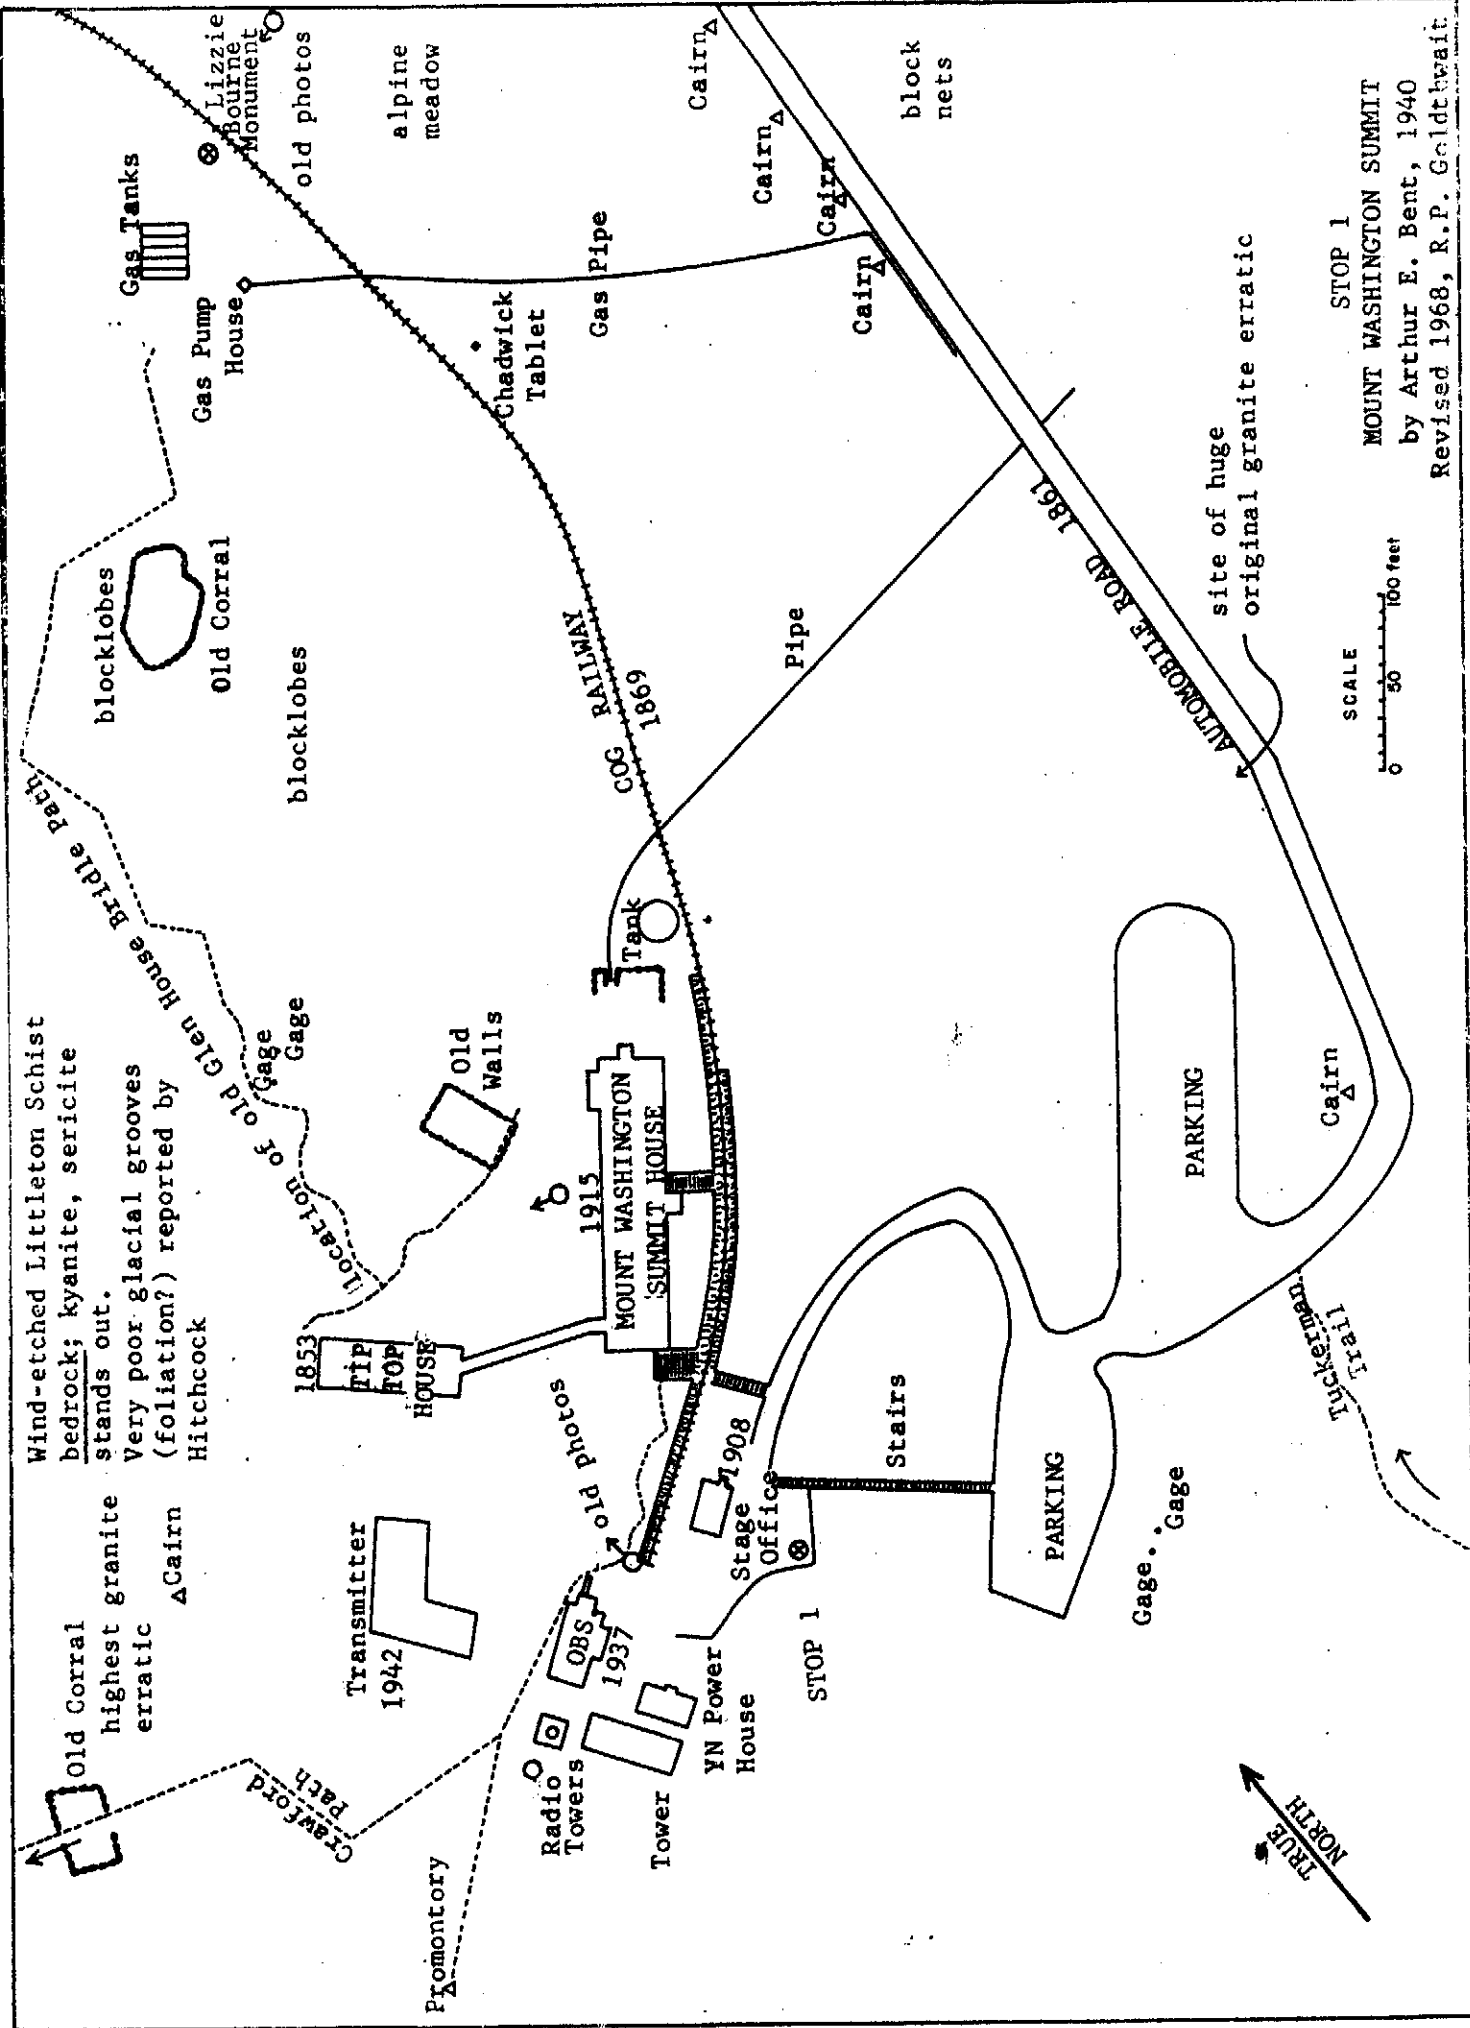 Wind-etched Littleton Schist
bedrock; kyanite, sericite
stands out.
Very poor glacial grooves
(foliation?) reported by
Hitchcock
Old Corral
highest granite
erratic
Cairn
Crawford
Path
Promontory
Transmitter
1942
Radio
Towers
Tower
OBS
1937
YN Power
House
STOP 1
Stage
Office
1908
old photos
1853
TIP
TOP
HOUSE
location of old Glen House Bridle Path
Gage
Gage
Old
Walls
1915
MOUNT WASHINGTON
SUMMIT HOUSE
Tank
COG RAILWAY
1869
blocklobes
Old Corral
blocklobes
Gas Tanks
Gas Pump
House
Lizzie
Bourne
Monument
old photos
alpine
meadow
Chadwick
Tablet
Gas Pipe
Pipe
Cairn
Cairn
Cairn
Cairn
block
nets
AUTOMOBILE ROAD 1861
site of huge
original granite erratic
Stairs
PARKING
PARKING
Cairn
Tuckerman
Trail
Gage
Gage
TRUE
NORTH
SCALE
0 50 100 feet
STOP 1
MOUNT WASHINGTON SUMMIT
by Arthur E. Bent, 1940
Revised 1968, R.P. Goldthwait